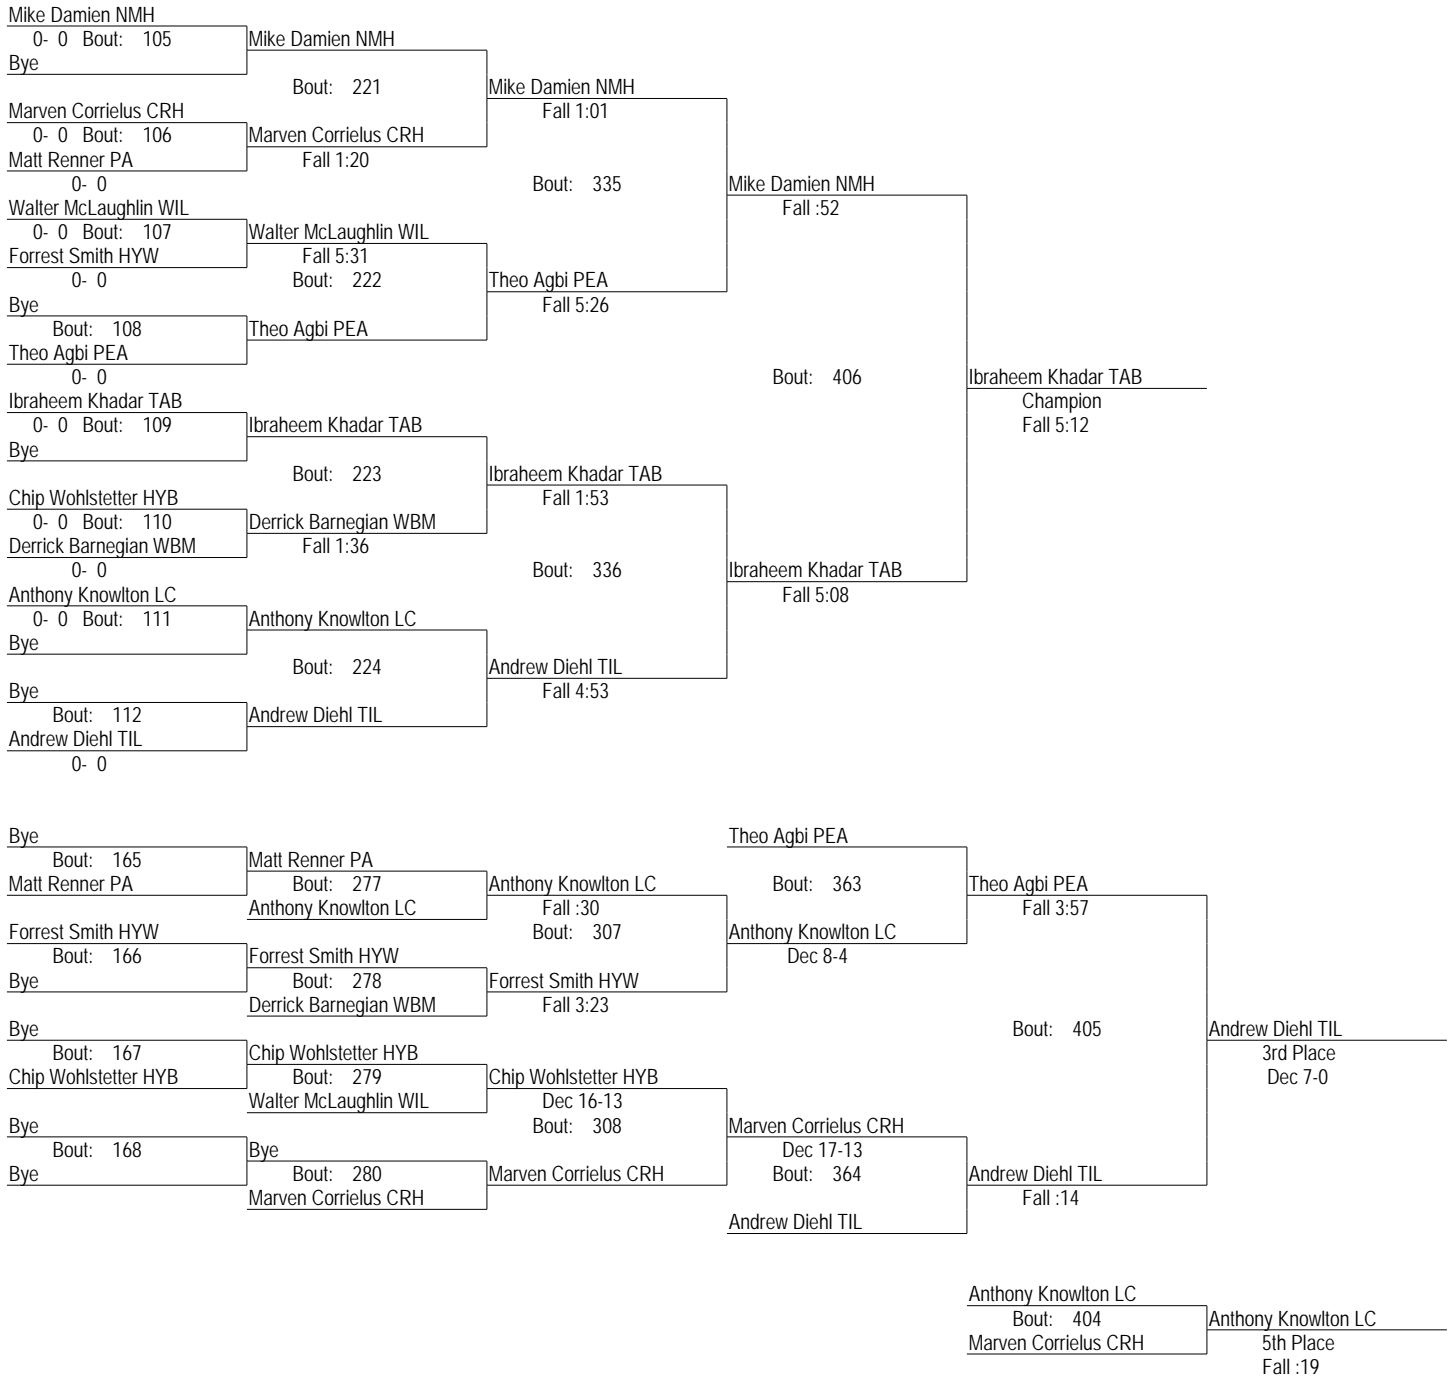 Mike Damien NMH
0- 0 Bout: 105
Mike Damien NMH
Bye
Bout: 221
Mike Damien NMH
Marven Corrielus CRH
Fall 1:01
0- 0 Bout: 106
Marven Corrielus CRH
Matt Renner PA
Fall 1:20
0- 0
Bout: 335
Mike Damien NMH
Walter McLaughlin WIL
Fall :52
0- 0 Bout: 107
Walter McLaughlin WIL
Forrest Smith HYW
Fall 5:31
0- 0
Bout: 222
Theo Agbi PEA
Bye
Fall 5:26
Bout: 108
Theo Agbi PEA
Theo Agbi PEA
0- 0
Bout: 406
Ibraheem Khadar TAB
Ibraheem Khadar TAB
Champion
0- 0 Bout: 109
Ibraheem Khadar TAB
Fall 5:12
Bye
Bout: 223
Ibraheem Khadar TAB
Chip Wohlstetter HYB
Fall 1:53
0- 0 Bout: 110
Derrick Barnegian WBM
Derrick Barnegian WBM
Fall 1:36
0- 0
Bout: 336
Ibraheem Khadar TAB
Anthony Knowlton LC
Fall 5:08
0- 0 Bout: 111
Anthony Knowlton LC
Bye
Bout: 224
Andrew Diehl TIL
Bye
Fall 4:53
Bout: 112
Andrew Diehl TIL
Andrew Diehl TIL
0- 0
Bye
Theo Agbi PEA
Bout: 165
Matt Renner PA
Matt Renner PA
Bout: 277
Anthony Knowlton LC
Bout: 363
Theo Agbi PEA
Anthony Knowlton LC
Fall :30
Fall 3:57
Forrest Smith HYW
Bout: 307
Anthony Knowlton LC
Bout: 166
Forrest Smith HYW
Dec 8-4
Bye
Bout: 278
Forrest Smith HYW
Derrick Barnegian WBM
Fall 3:23
Bye
Bout: 405
Andrew Diehl TIL
Bout: 167
Chip Wohlstetter HYB
3rd Place
Chip Wohlstetter HYB
Bout: 279
Chip Wohlstetter HYB
Dec 7-0
Walter McLaughlin WIL
Dec 16-13
Bye
Bout: 308
Marven Corrielus CRH
Bout: 168
Bye
Dec 17-13
Bye
Bout: 280
Marven Corrielus CRH
Bout: 364
Andrew Diehl TIL
Marven Corrielus CRH
Fall :14
Andrew Diehl TIL
Anthony Knowlton LC
Bout: 404
Anthony Knowlton LC
Marven Corrielus CRH
5th Place
Fall :19